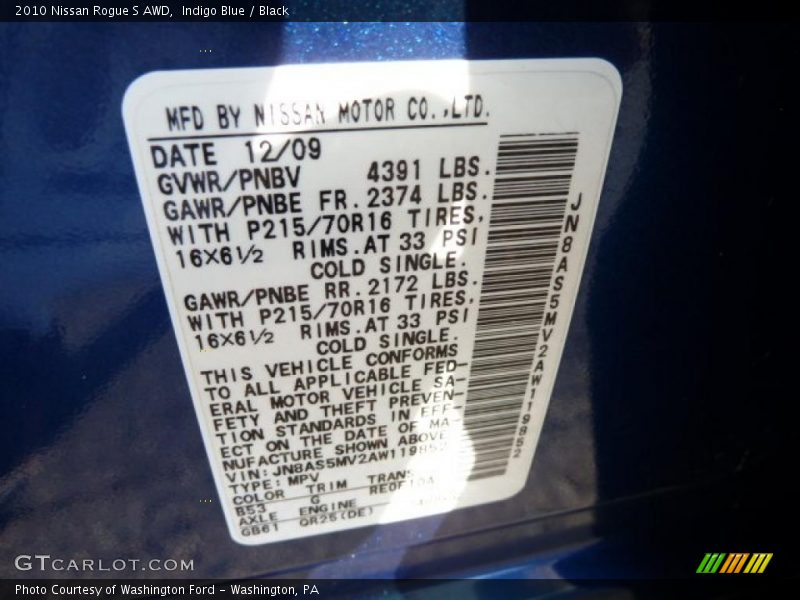 2010 Nissan Rogue S AWD, Indigo Blue / Black
MFD BY NISSAN MOTOR CO.,LTD.
DATE 12/09
GVWR/PNBV 4391 LBS.
GAWR/PNBE FR. 2374 LBS.
WITH P215/70R16 TIRES,
16X6½ RIMS. AT 33 PSI
COLD SINGLE.
GAWR/PNBE RR. 2172 LBS.
WITH P215/70R16 TIRES,
16X6½ RIMS. AT 33 PSI
COLD SINGLE.
THIS VEHICLE CONFORMS
TO ALL APPLICABLE FED-
ERAL MOTOR VEHICLE SA-
FETY AND THEFT PREVEN-
TION STANDARDS IN EFF-
ECT ON THE DATE OF MA-
NUFACTURE SHOWN ABOVE
VIN: JN8AS5MV2AW119852
TYPE: MPV
COLOR TRIM TRANS
B53 G RE0F10A
AXLE ENGINE
GB61 QR25(DE)
JN8AS5MV2AW119852
GTCARLOT.COM
Photo Courtesy of Washington Ford - Washington, PA